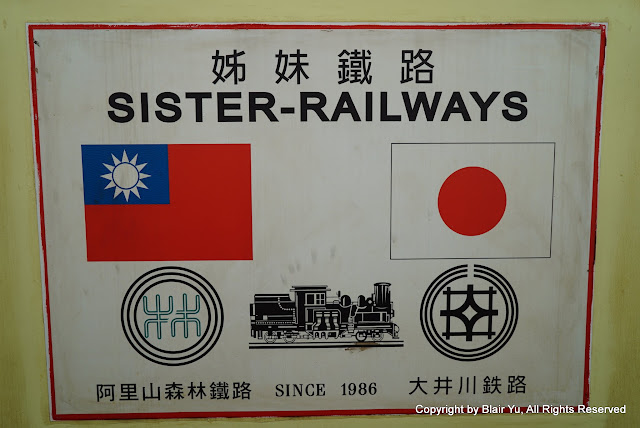 姊妹鐵路
SISTER-RAILWAYS
林
阿里山森林鐵路 SINCE 1986 大井川鉄路
Copyright by Blair Yu, All Rights Reserved